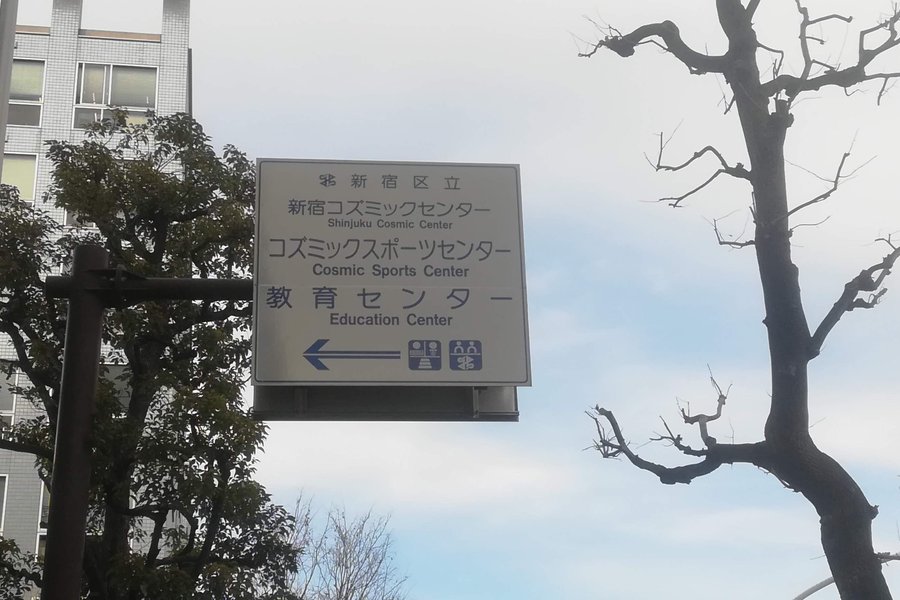 新宿区立
新宿コズミックセンター
Shinjuku Cosmic Center
コズミックスポーツセンター
Cosmic Sports Center
教育センター
Education Center